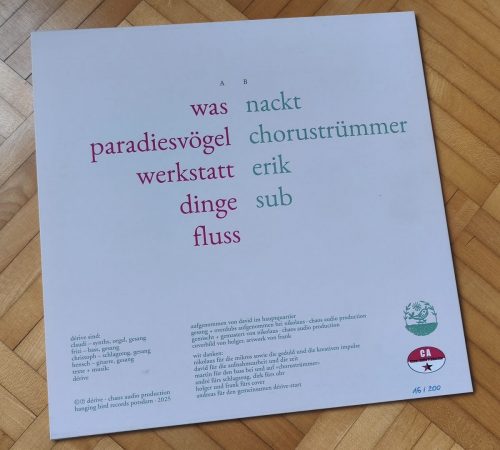 A B
was nackt
paradiesvögel chorustrümmer
werkstatt erik
dinge sub
fluss
dérive sind:
claudi – synths, orgel, gesang
fritzi – bass, gesang
christoph – schlagzeug, gesang
hensch – gitarre, gesang
texte + musik:
dérive
©℗ dérive · chaos audio production
hanging bird records potsdam · 2025
aufgenommen von david im hauptquartier
gesang + overdubs aufgenommen bei nikolaus · chaos audio production
gemischt + gemastert von nikolaus · chaos audio production
coverbild von holger, artwork von frank
wir danken:
nikolaus für die mikros sowie die geduld und die kreativen impulse
david für die aufnahmearbeit und die zeit
martin für den bass bei und auf »chorustrümmer«
andré fürs schlagzeug, dirk fürs ohr
holger und frank fürs cover
andreas für den gemeinsamen dérive-start
CA
16 / 200